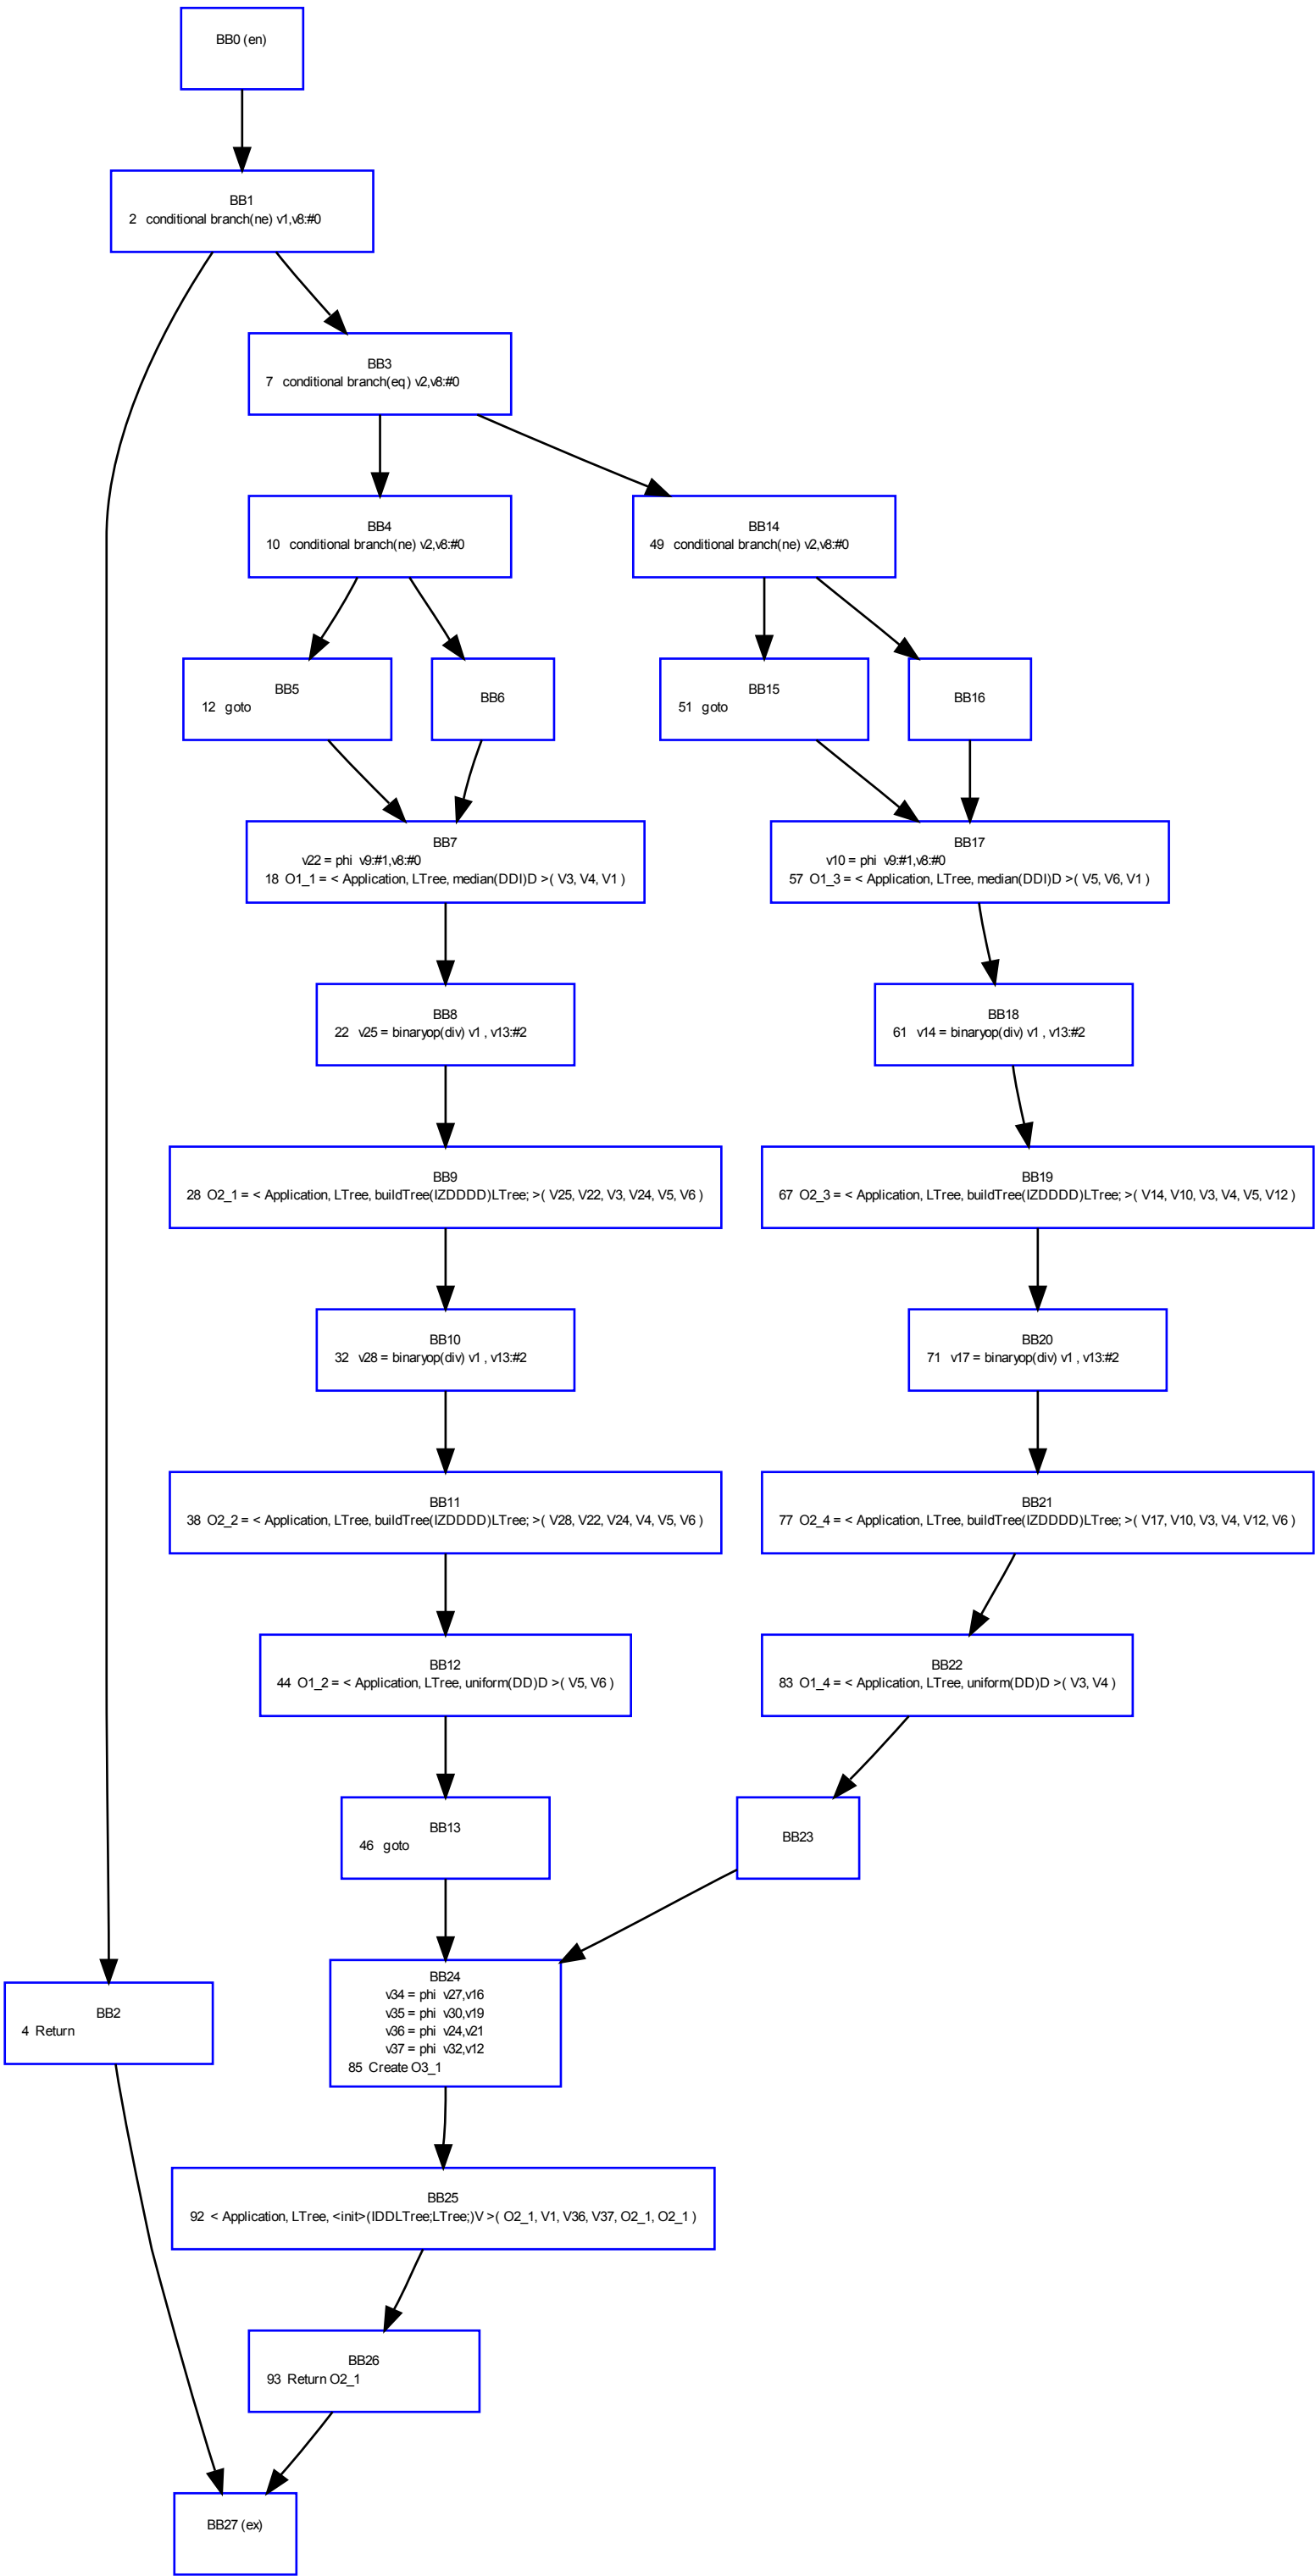 BB0 (en)
BB1
2 conditional branch(ne) v1,v8:#0
BB3
7 conditional branch(eq) v2,v8:#0
BB4
10 conditional branch(ne) v2,v8:#0
BB14
49 conditional branch(ne) v2,v8:#0
BB5
12 goto
BB6
BB15
51 goto
BB16
BB7
v22 = phi v9:#1,v8:#0
18 O1_1 = < Application, LTree, median(DDI)D >( V3, V4, V1 )
BB17
v10 = phi v9:#1,v8:#0
57 O1_3 = < Application, LTree, median(DDI)D >( V5, V6, V1 )
BB8
22 v25 = binaryop(div) v1 , v13:#2
BB18
61 v14 = binaryop(div) v1 , v13:#2
BB9
28 O2_1 = < Application, LTree, buildTree(IZDDDD)LTree; >( V25, V22, V3, V24, V5, V6 )
BB19
67 O2_3 = < Application, LTree, buildTree(IZDDDD)LTree; >( V14, V10, V3, V4, V5, V12 )
BB10
32 v28 = binaryop(div) v1 , v13:#2
BB20
71 v17 = binaryop(div) v1 , v13:#2
BB11
38 O2_2 = < Application, LTree, buildTree(IZDDDD)LTree; >( V28, V22, V24, V4, V5, V6 )
BB21
77 O2_4 = < Application, LTree, buildTree(IZDDDD)LTree; >( V17, V10, V3, V4, V12, V6 )
BB12
44 O1_2 = < Application, LTree, uniform(DD)D >( V5, V6 )
BB22
83 O1_4 = < Application, LTree, uniform(DD)D >( V3, V4 )
BB13
46 goto
BB23
BB24
v34 = phi v27,v16
v35 = phi v30,v19
v36 = phi v24,v21
v37 = phi v32,v12
85 Create O3_1
BB2
4 Return
BB25
92 < Application, LTree, <init>(IDDLTree;LTree;)V >( O2_1, V1, V36, V37, O2_1, O2_1 )
BB26
93 Return O2_1
BB27 (ex)